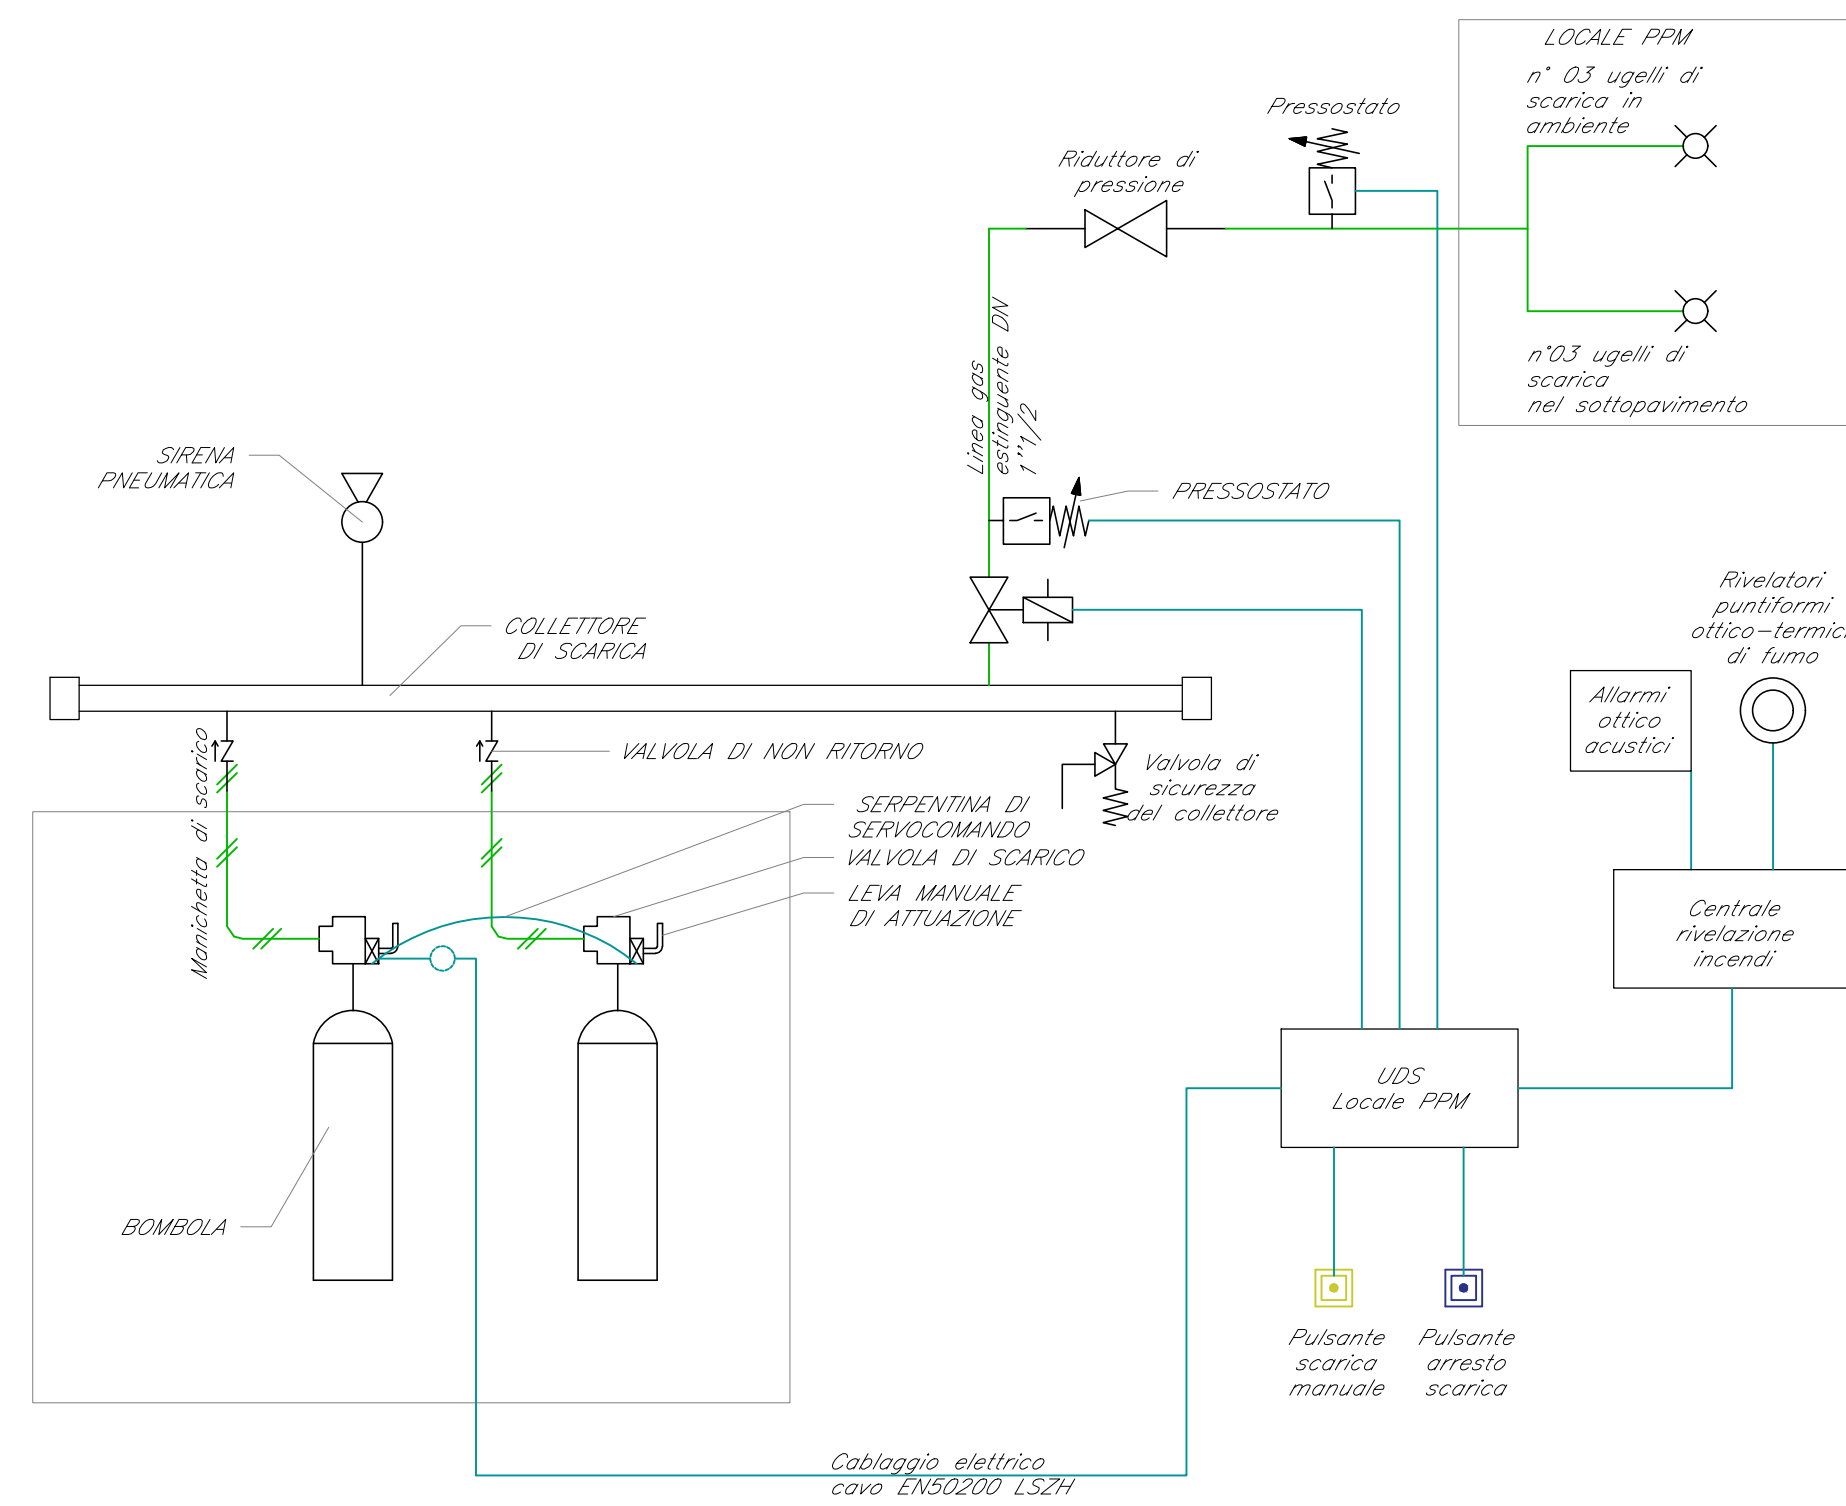 LOCALE PPM
n° 03 ugelli di
scarica in
ambiente
Pressostato
Riduttore di
pressione
Linea gas
estinguente DN
1"1/2
n°03 ugelli di
scarica
nel sottopavimento
SIRENA
PNEUMATICA
PRESSOSTATO
COLLETTORE
DI SCARICA
Rivelatori
puntiformi
ottico-termici
di fumo
Allarmi
ottico
acustici
Manichetta di scarico
VALVOLA DI NON RITORNO
Valvola di
sicurezza
del collettore
SERPENTINA DI
SERVOCOMANDO
VALVOLA DI SCARICO
LEVA MANUALE
DI ATTUAZIONE
Centrale
rivelazione
incendi
UDS
Locale PPM
BOMBOLA
Pulsante
scarica
manuale
Pulsante
arresto
scarica
Cablaggio elettrico
cavo EN50200 LSZH